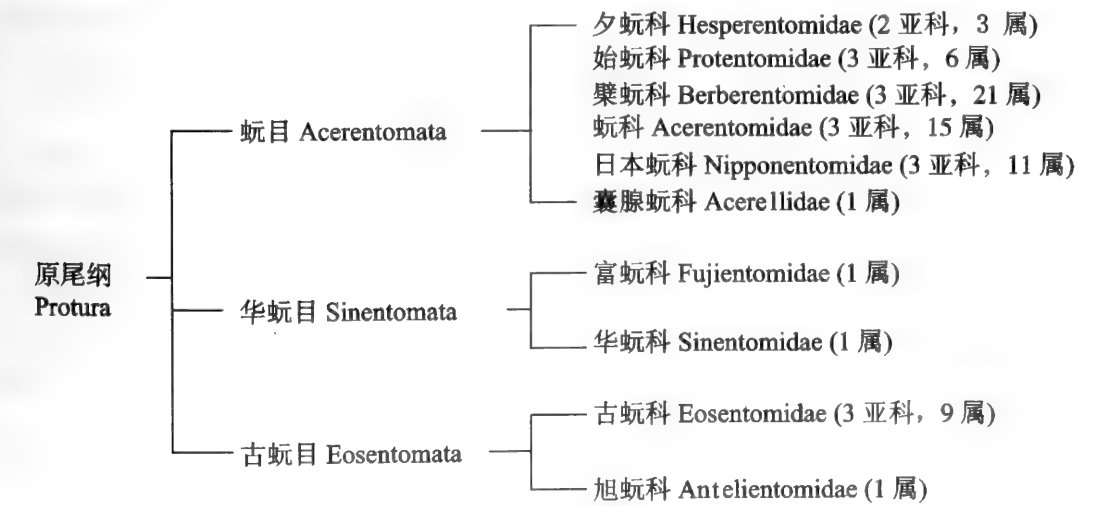 夕蚖科 Hesperentomidae (2 亚科，3 属)
始蚖科 Protentomidae (3 亚科，6 属)
檗蚖科 Berberentomidae (3 亚科，21 属)
蚖目 Acerentomata
蚖科 Acerentomidae (3 亚科，15 属)
日本蚖科 Nipponentomidae (3 亚科，11 属)
囊腺蚖科 Acerellidae (1 属)
原尾纲
Protura
富蚖科 Fujientomidae (1 属)
华蚖目 Sinentomata
华蚖科 Sinentomidae (1 属)
古蚖科 Eosentomidae (3 亚科，9 属)
古蚖目 Eosentomata
旭蚖科 Antelientomidae (1 属)